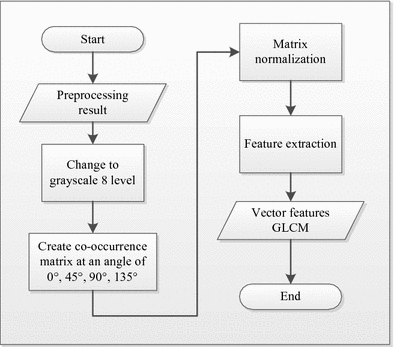 Start
Preprocessing
result
Change to
grayscale 8 level
Create co-occurrence
matrix at an angle of
0°, 45°, 90°, 135°
Matrix
normalization
Feature extraction
Vector features
GLCM
End